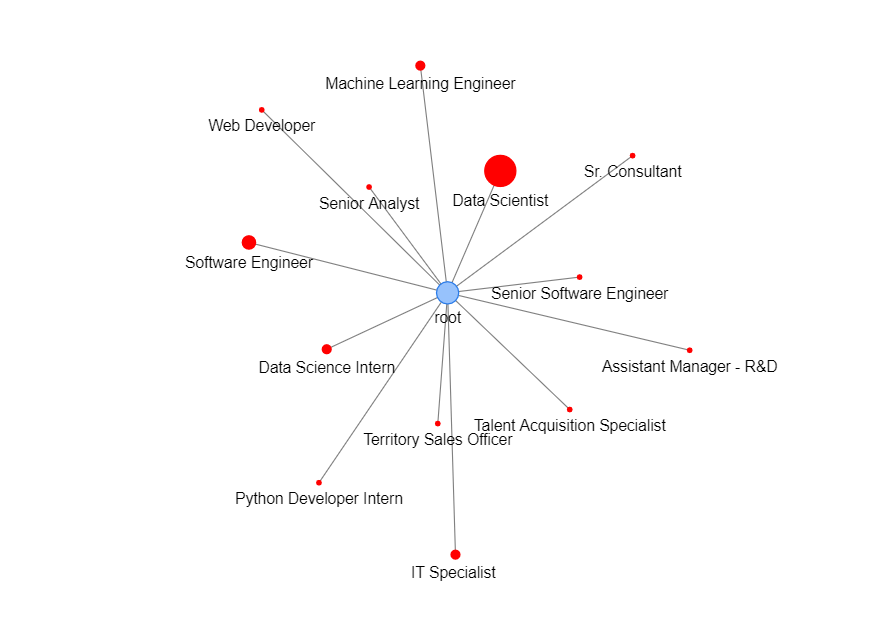 Machine Learning Engineer
Web Developer
Sr. Consultant
Senior Analyst
Data Scientist
Software Engineer
Senior Software Engineer
root
Data Science Intern
Assistant Manager - R&D
Talent Acquisition Specialist
Territory Sales Officer
Python Developer Intern
IT Specialist